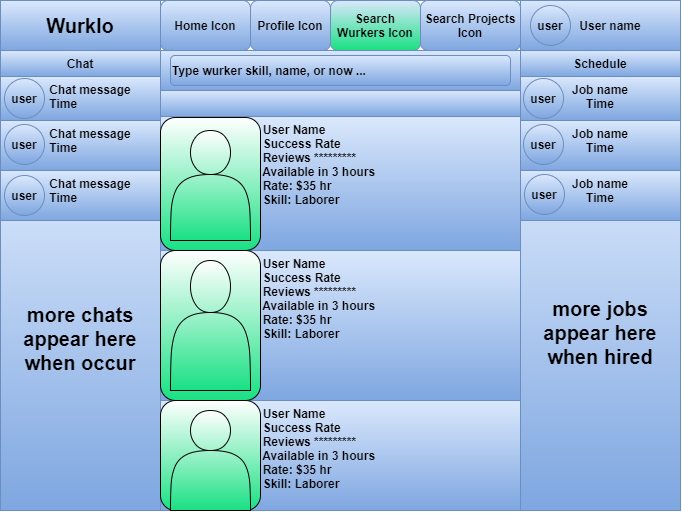 Wurklo
Home Icon
Profile Icon
Search
Wurkers Icon
Search Projects
Icon
user
User name
Chat
user
Chat message
Time
user
Chat message
Time
user
Chat message
Time
more chats
appear here
when occur
Type wurker skill, name, or now ...
User Name
Success Rate
Reviews *********
Available in 3 hours
Rate: $35 hr
Skill: Laborer
User Name
Success Rate
Reviews *********
Available in 3 hours
Rate: $35 hr
Skill: Laborer
User Name
Success Rate
Reviews *********
Available in 3 hours
Rate: $35 hr
Skill: Laborer
Schedule
user
Job name
Time
user
Job name
Time
user
Job name
Time
more jobs
appear here
when hired